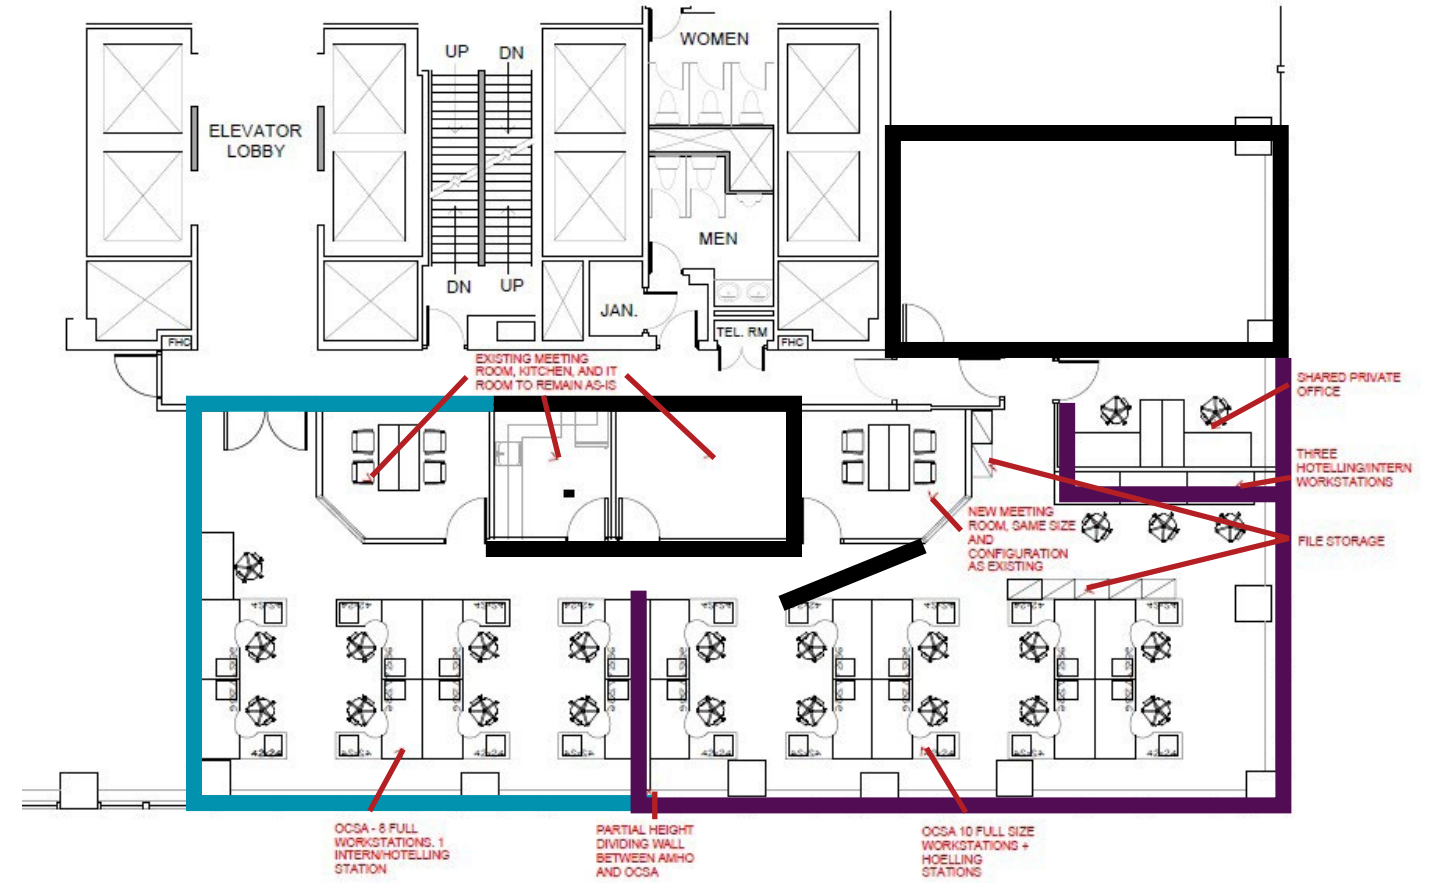 WOMEN
UP
DN
ELEVATOR
LOBBY
MEN
DN
UP
JAN.
TEL. RM
FHC
FHC
EXISTING MEETING
ROOM, KITCHEN, AND IT
ROOM TO REMAIN AS-IS
SHARED PRIVATE
OFFICE
THREE
HOTELLING/INTERN
WORKSTATIONS
NEW MEETING
ROOM, SAME SIZE
AND
CONFIGURATION
AS EXISTING
FILE STORAGE
OCSA - 8 FULL
WORKSTATIONS. 1
INTERN/HOTELLING
STATION
PARTIAL HEIGHT
DIVIDING WALL
BETWEEN AMHO
AND OCSA
OCSA 10 FULL SIZE
WORKSTATIONS +
HOELLING
STATIONS